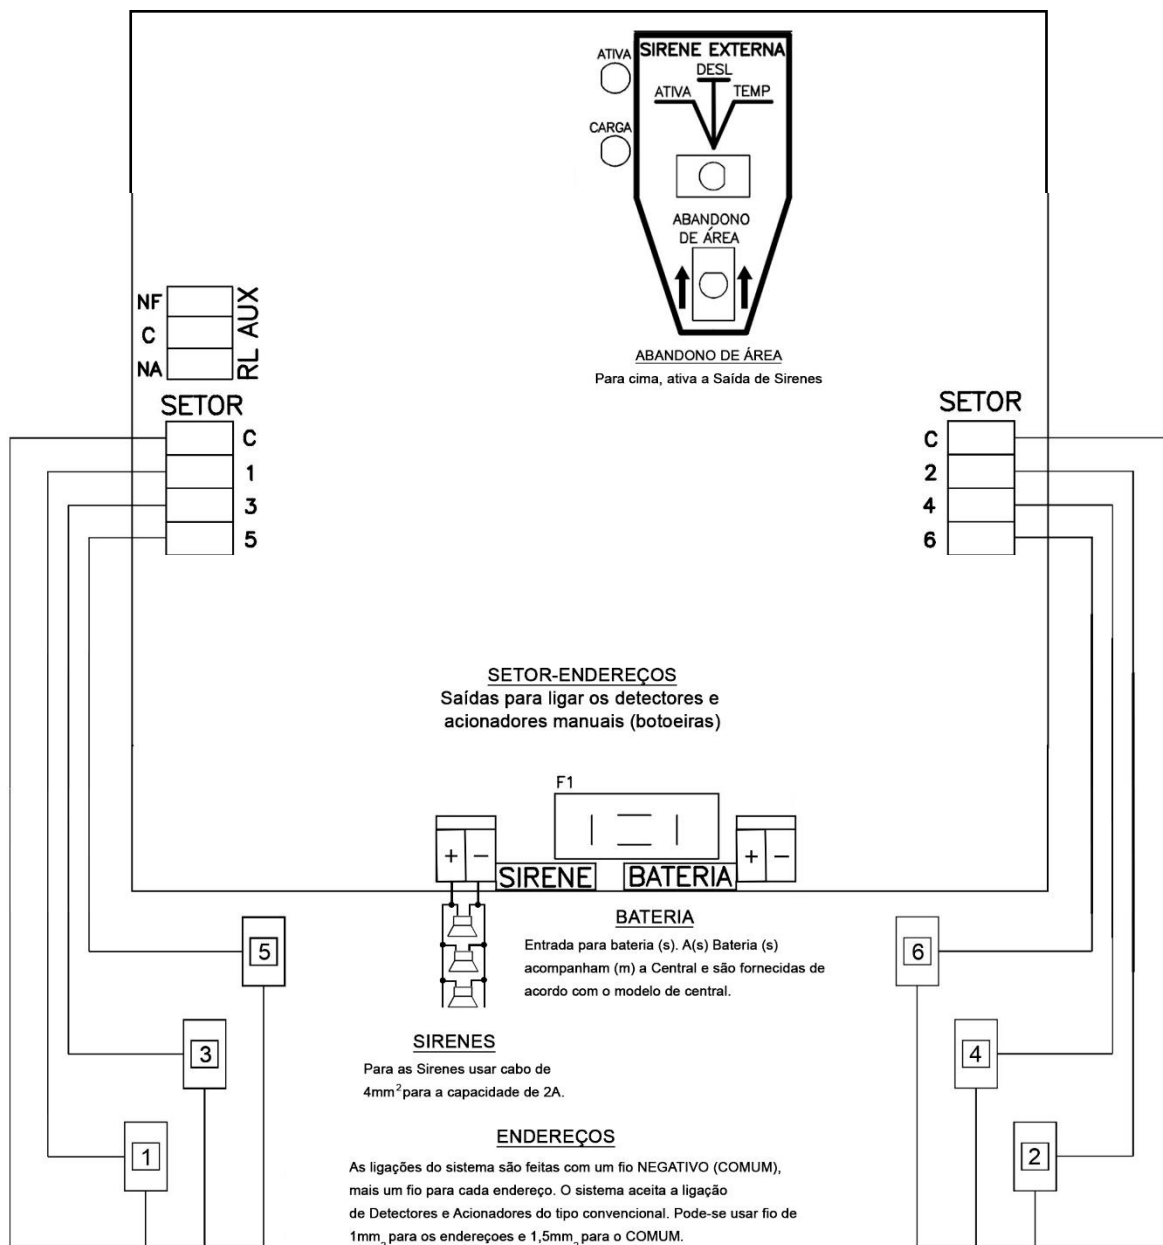 SIRENE EXTERNA
ATIVA
DESL
ATIVA
TEMP
CARGA
ABANDONO
DE ÁREA
ABANDONO DE ÁREA
Para cima, ativa a Saída de Sirenes
NF
C
NA
RL AUX
SETOR
C
1
3
5
SETOR
C
2
4
6
SETOR-ENDEREÇOS
Saídas para ligar os detectores e
acionadores manuais (botoeiras)
F1
+ −
SIRENE
BATERIA
+ −
BATERIA
Entrada para bateria (s). A(s) Bateria (s)
acompanham (m) a Central e são fornecidas de
acordo com o modelo de central.
5
3
1
6
4
2
SIRENES
Para as Sirenes usar cabo de
4mm² para a capacidade de 2A.
ENDEREÇOS
As ligações do sistema são feitas com um fio NEGATIVO (COMUM),
mais um fio para cada endereço. O sistema aceita a ligação
de Detectores e Acionadores do tipo convencional. Pode-se usar fio de
1mm₂ para os endereçoes e 1,5mm₂ para o COMUM.